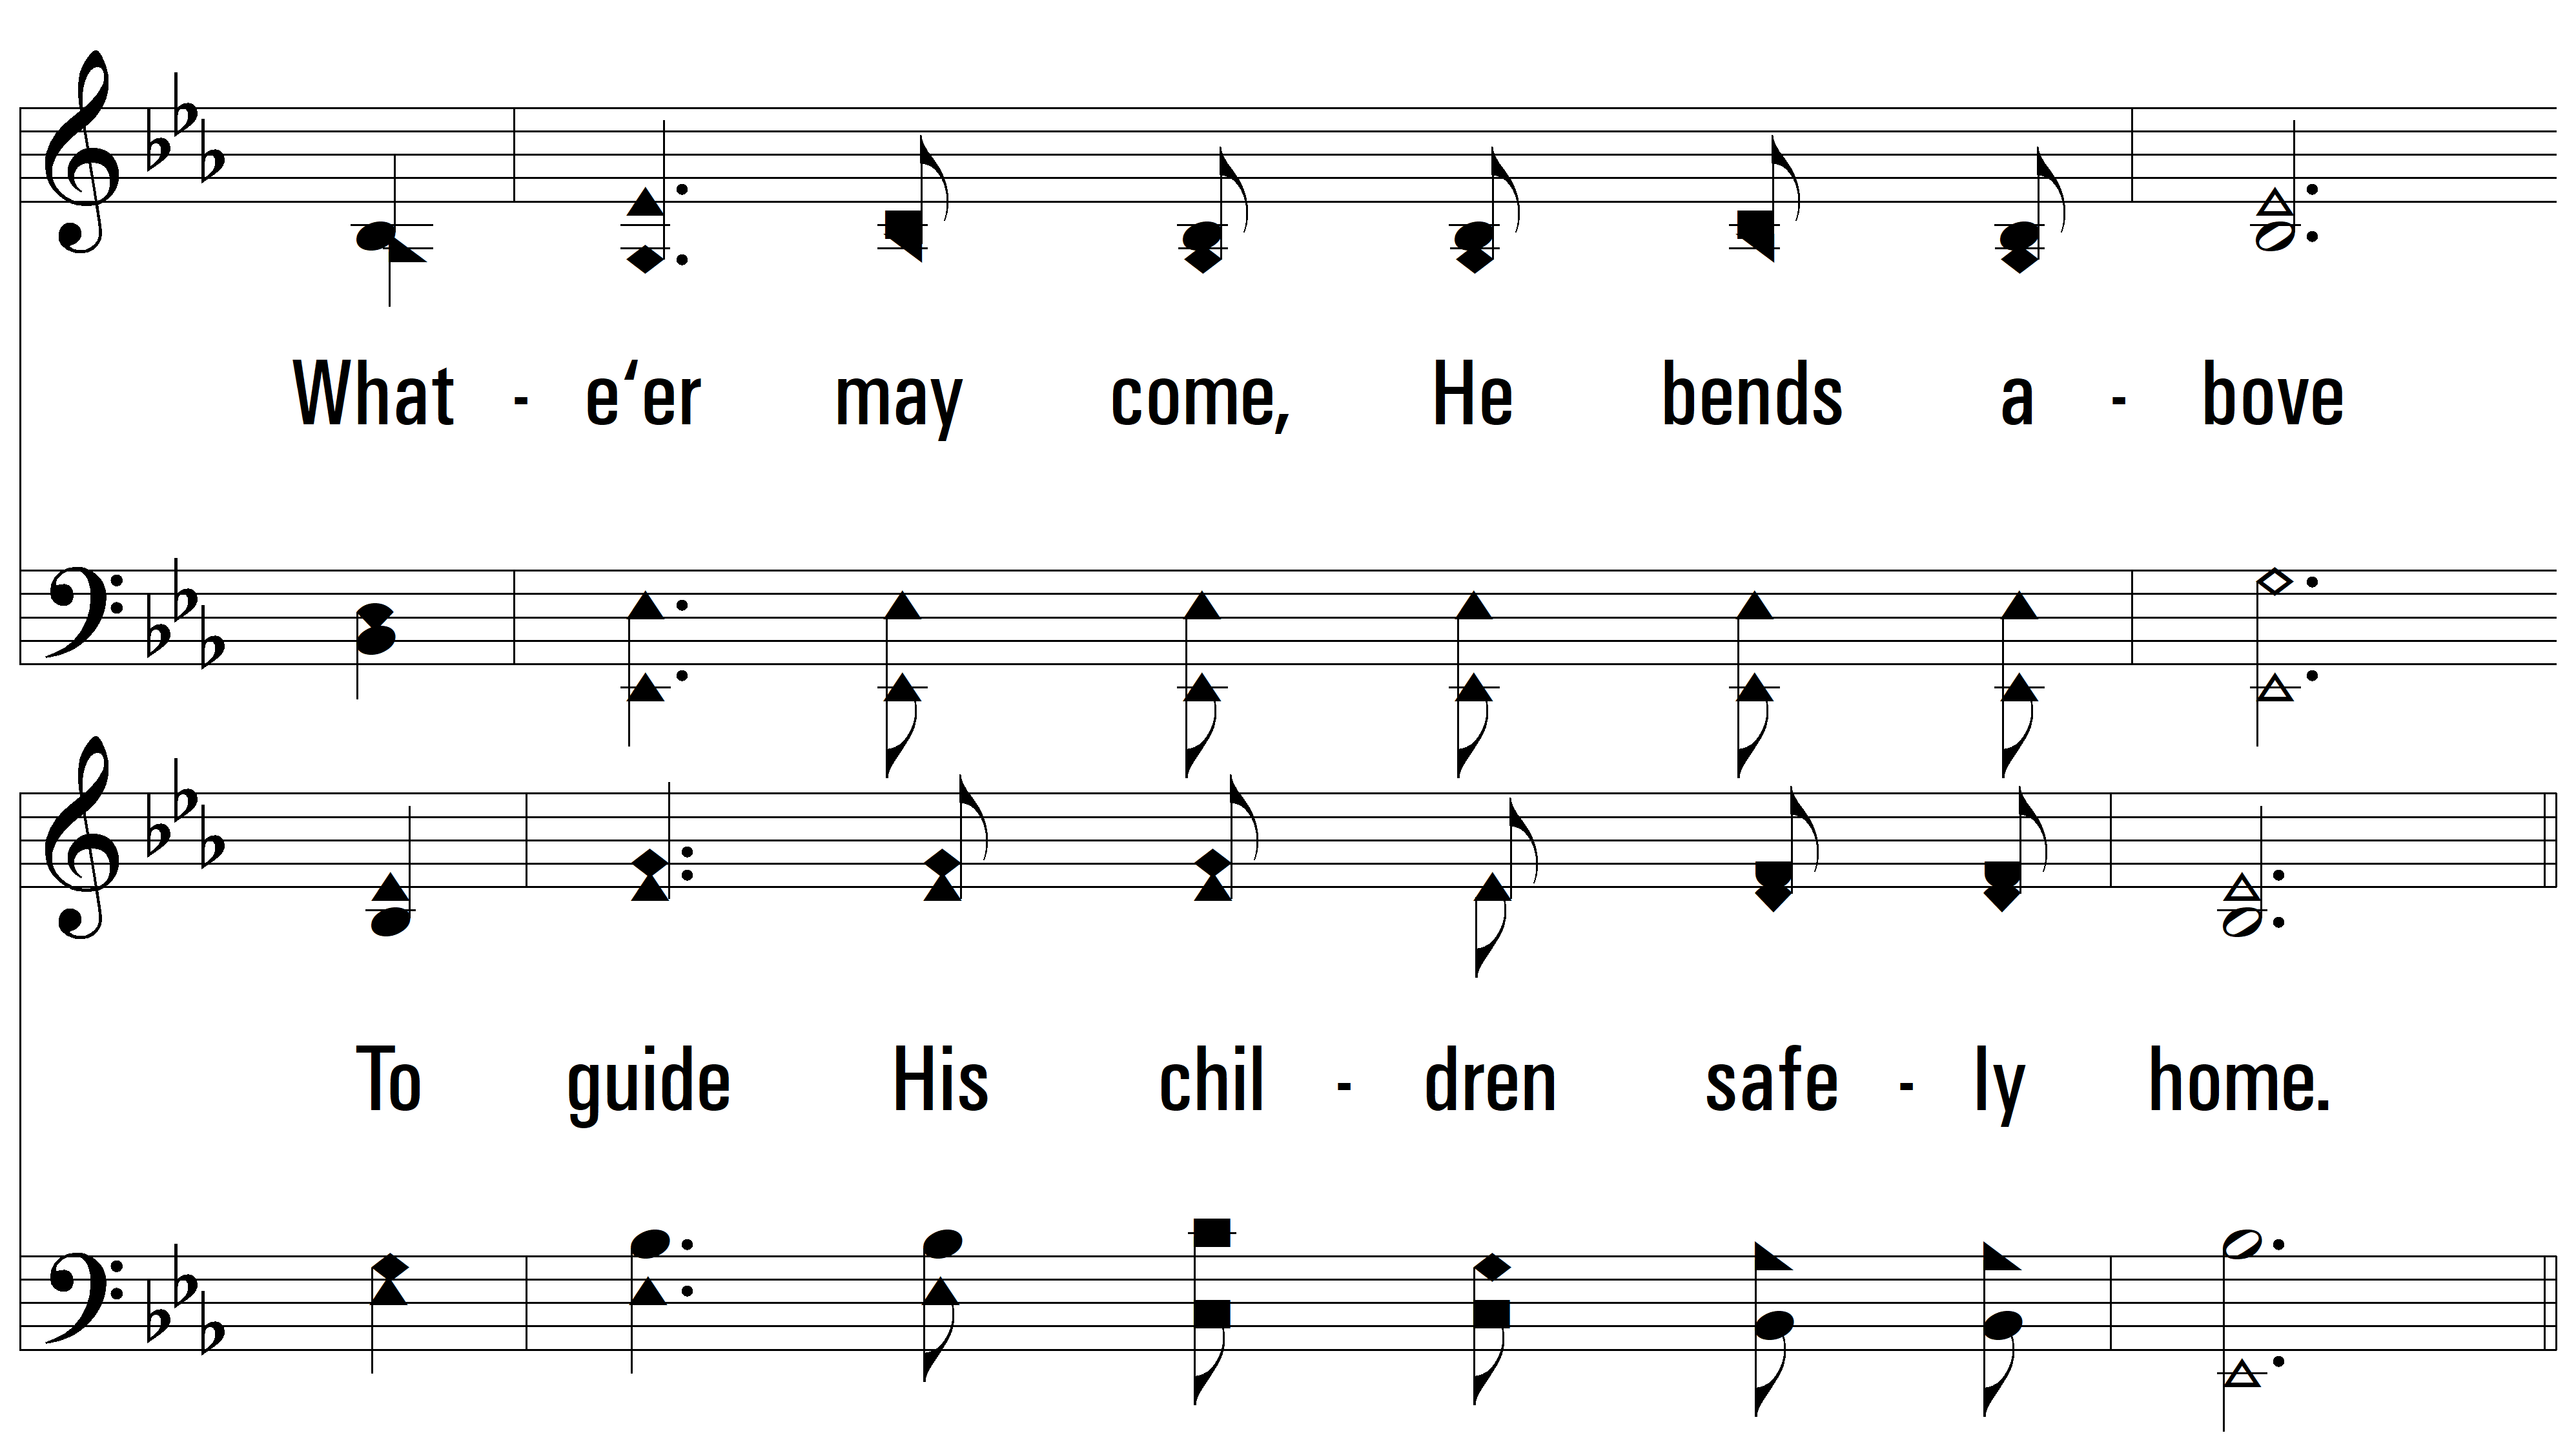 What - e‘er may come, He bends a - bove
To guide His chil - dren safe - ly home.